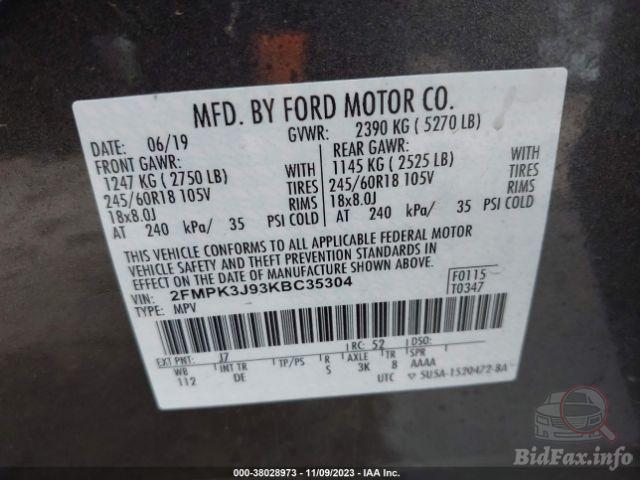 MFD. BY FORD MOTOR CO.
DATE: 06/19
GVWR: 2390 KG ( 5270 LB)
FRONT GAWR:
REAR GAWR:
1247 KG ( 2750 LB) WITH
1145 KG ( 2525 LB) WITH
245/60R18 105V TIRES
245/60R18 105V TIRES
18x8.0J RIMS
18x8.0J RIMS
AT 240 kPa/ 35 PSI COLD
AT 240 kPa/ 35 PSI COLD
THIS VEHICLE CONFORMS TO ALL APPLICABLE FEDERAL MOTOR
VEHICLE SAFETY AND THEFT PREVENTION STANDARDS IN
EFFECT ON THE DATE OF MANUFACTURE SHOWN ABOVE.
VIN: 2FMPK3J93KBC35304
TYPE: MPV
F0115
T0347
EXT PNT: J7 RC: 52 DSO:
WB INT TR TP/PS R AXLE TR SPR
112 DE S 3K 8 AAAA
UTC 5U5A-1520472-BA
BidFax.info
000-38028973 - 11/09/2023 - IAA Inc.